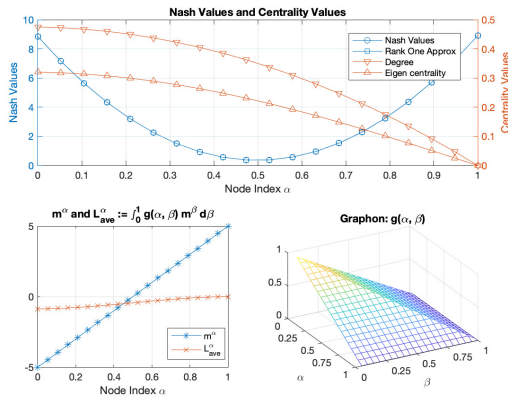 Nash Values and Centrality Values
10
8
6
4
2
0
Nash Values
0.5
0.4
0.3
0.2
0.1
0
Centrality Values
Nash Values
Rank One Approx
Degree
Eigen centrality
0 0.1 0.2 0.3 0.4 0.5 0.6 0.7 0.8 0.9 1
Node Index α
m^α and L^α_ave := ∫^1_0 g(α, β) m^β dβ
5
0
-5
m^α
L^α_ave
0 0.2 0.4 0.6 0.8 1
Node Index α
Graphon: g(α, β)
1
0.5
0
0 0.25 0.5 0.75 1
α
0 0.25 0.5 0.75 1
β